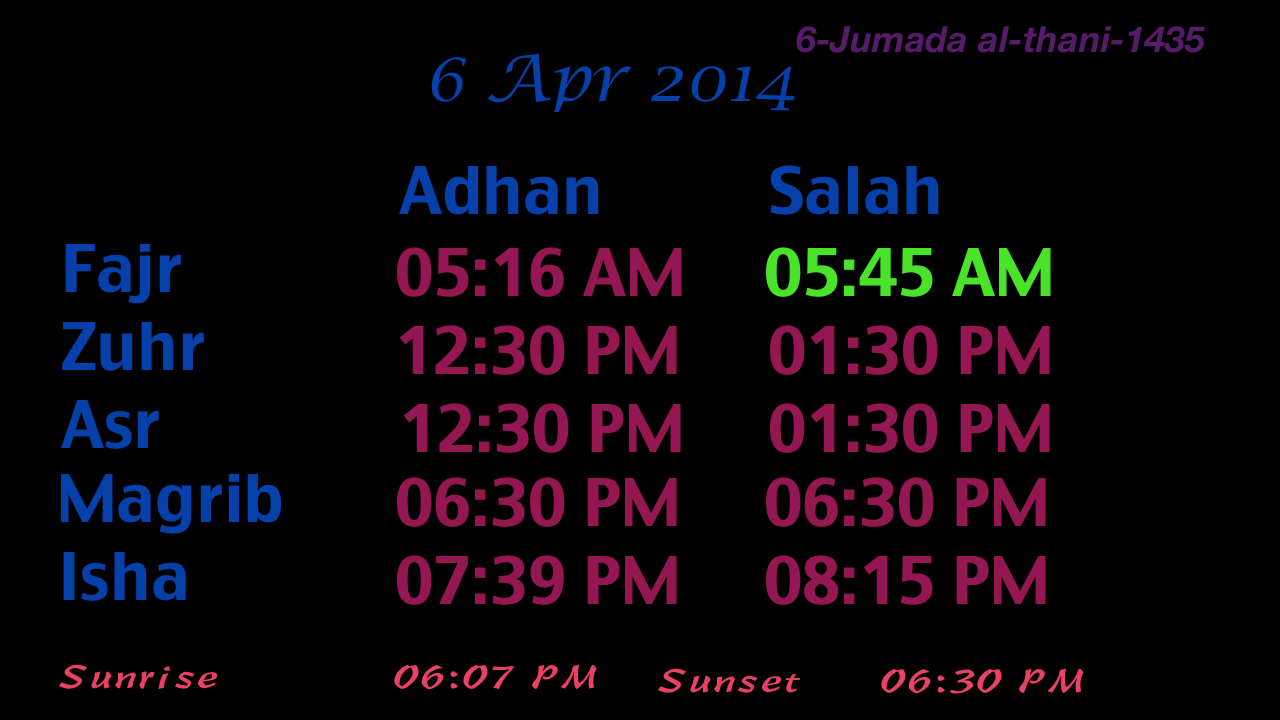 6-Jumada al-thani-1435
6 Apr 2014
Adhan Salah
Fajr 05:16 AM 05:45 AM
Zuhr 12:30 PM 01:30 PM
Asr 12:30 PM 01:30 PM
Magrib 06:30 PM 06:30 PM
Isha 07:39 PM 08:15 PM
Sunrise 06:07 PM Sunset 06:30 PM